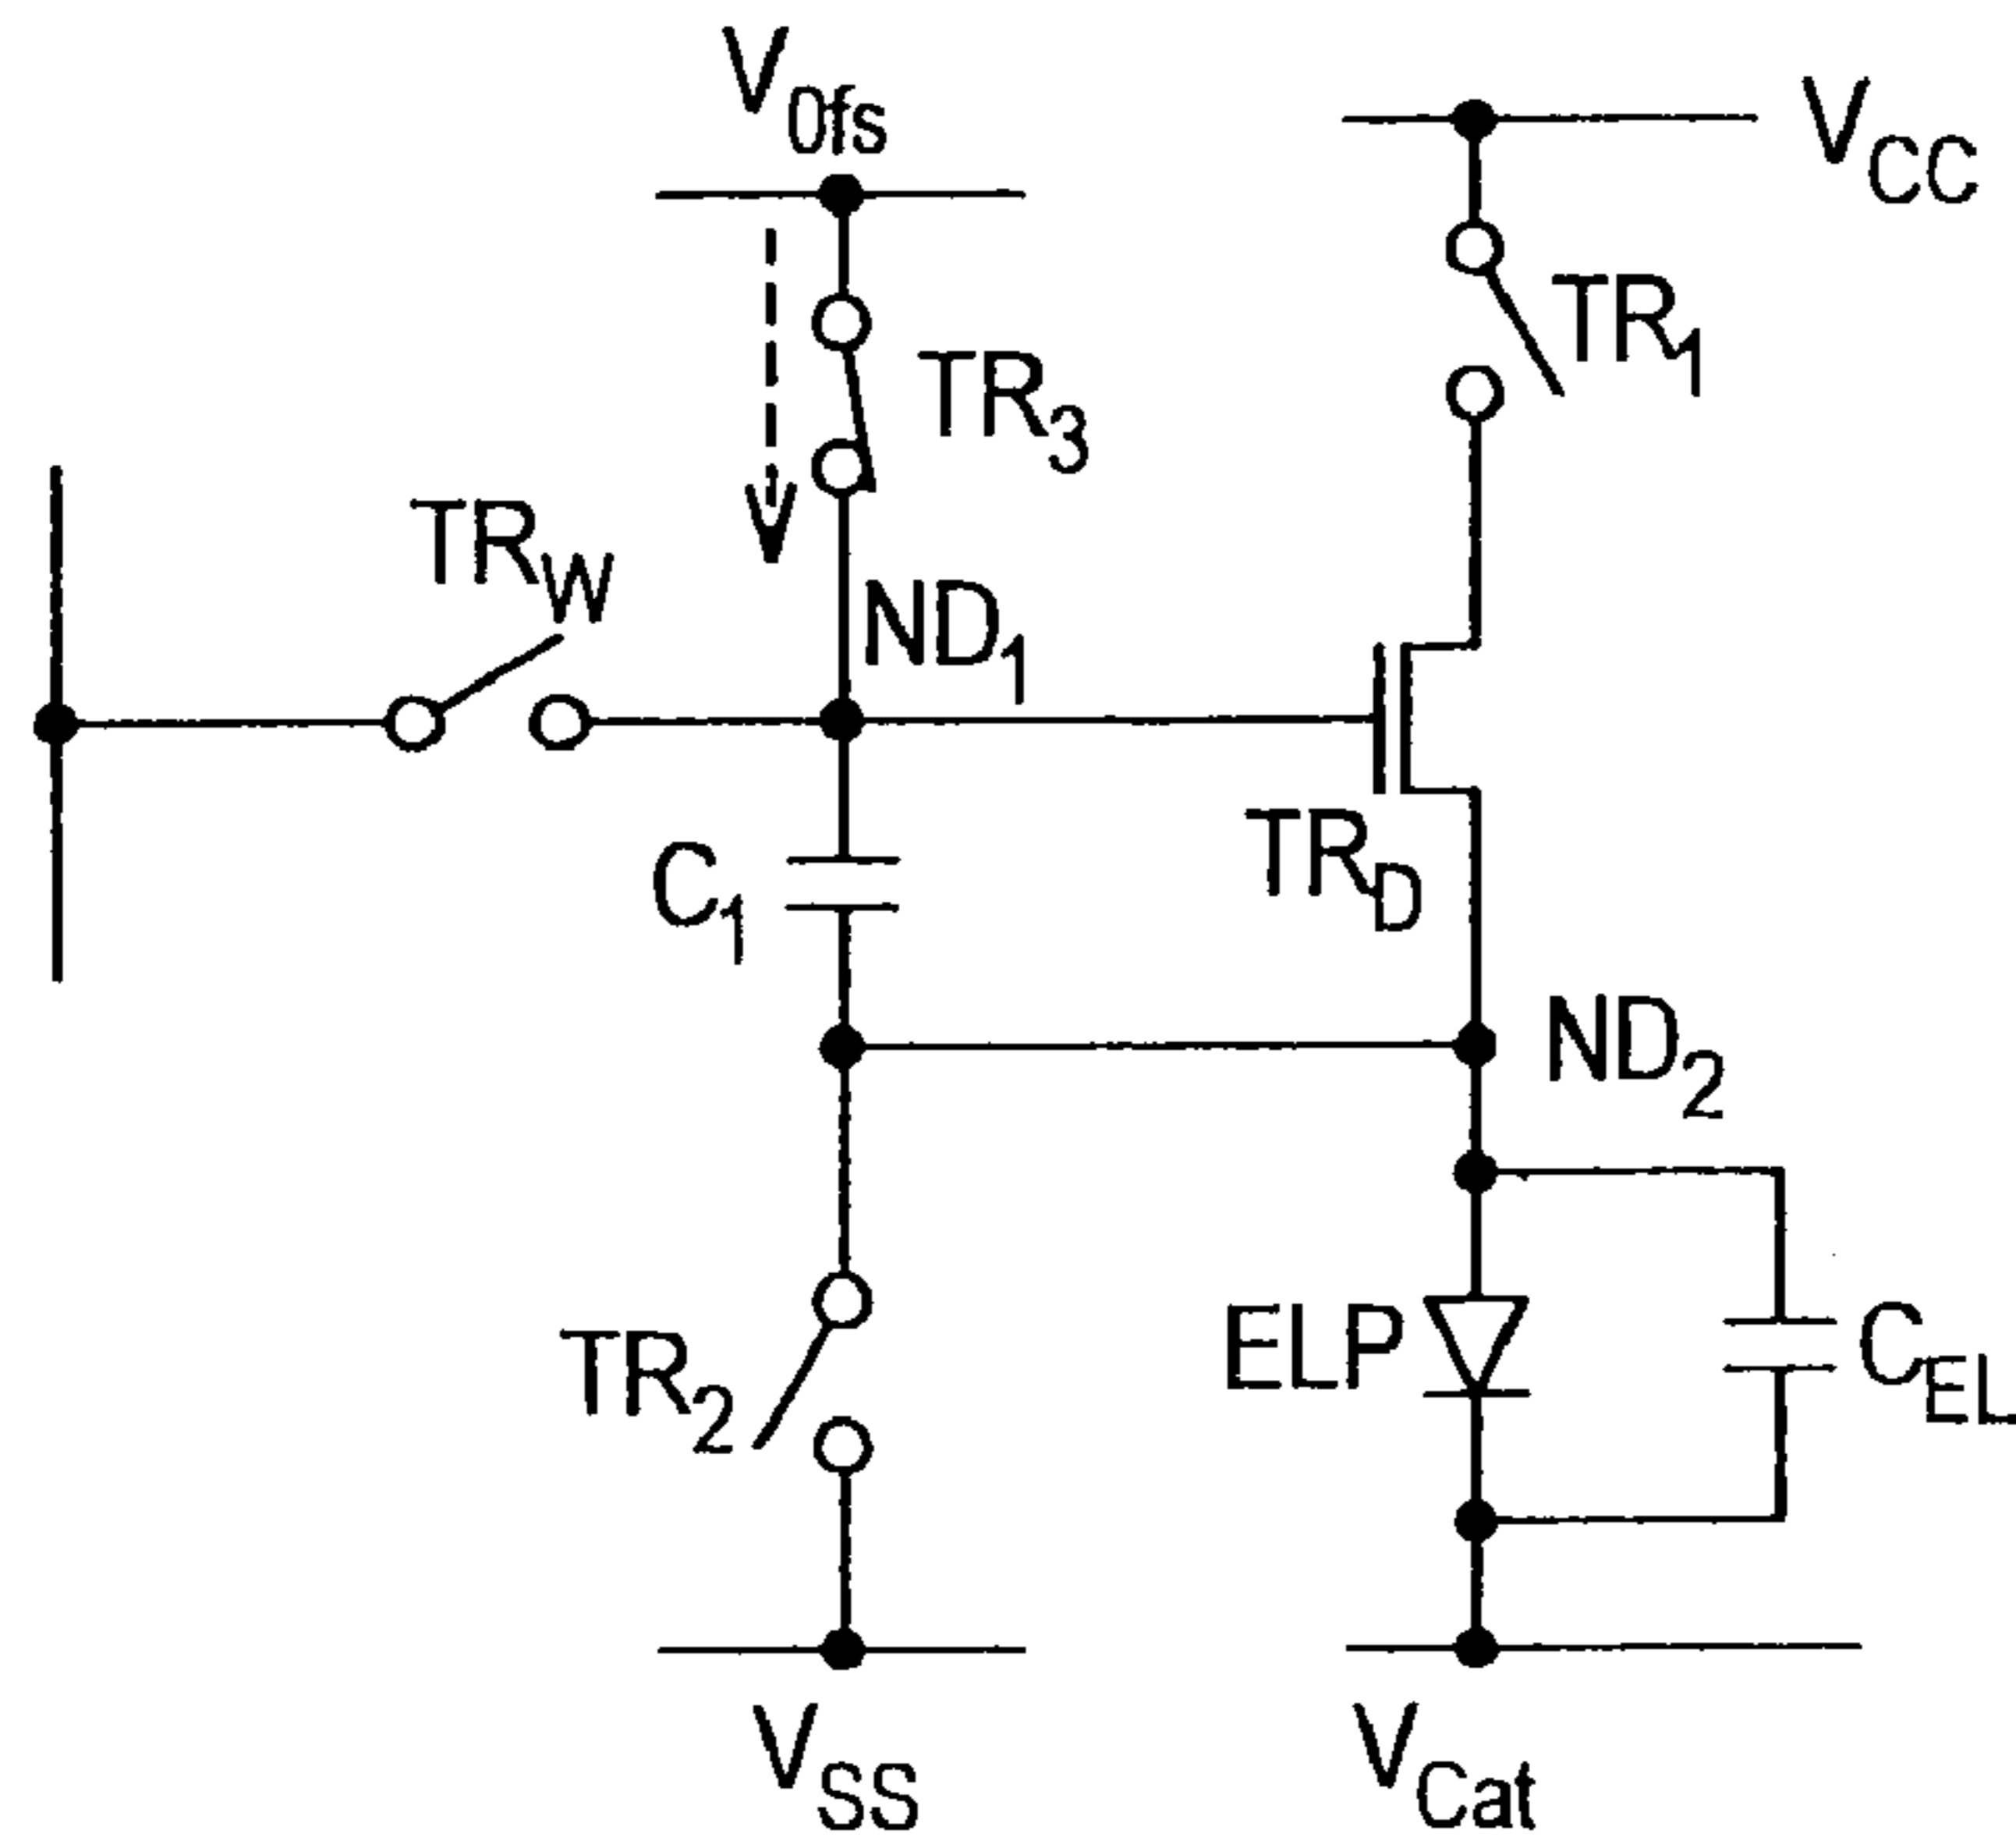 V0fs
VCC
TR1
TR3
TRW
ND1
TRD
C1
ND2
ELP
CEL
TR2
VSS
VCat